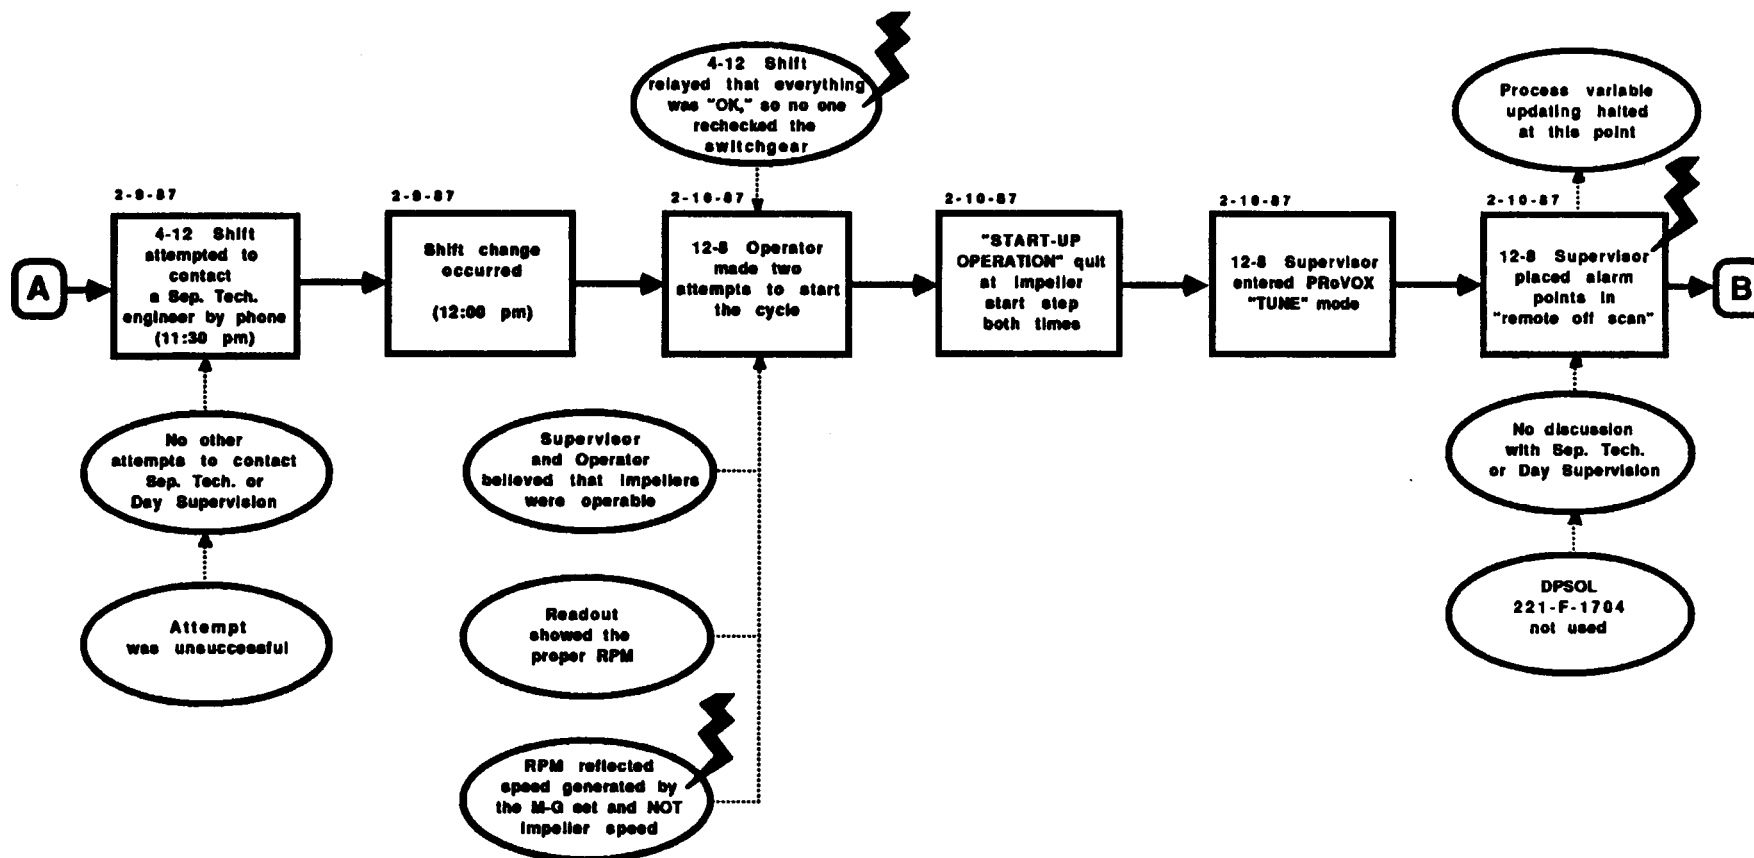 4-12 Shift
relayed that everything
was "OK," so no one
rechecked the
switchgear
Process variable
updating halted
at this point
2-9-87
2-9-87
2-10-87
2-10-87
2-10-87
2-10-87
A
4-12 Shift
attempted to
contact
a Sep. Tech.
engineer by phone
(11:30 pm)
Shift change
occurred
(12:00 pm)
12-8 Operator
made two
attempts to start
the cycle
"START-UP
OPERATION" quit
at impeller
start step
both times
12-8 Supervisor
entered PRoVOX
"TUNE" mode
12-8 Supervisor
placed alarm
points in
"remote off scan"
B
No other
attempts to contact
Sep. Tech. or
Day Supervision
Supervisor
and Operator
believed that impellers
were operable
No discussion
with Sep. Tech.
or Day Supervision
Attempt
was unsuccessful
Readout
showed the
proper RPM
DPSOL
221-F-1704
not used
RPM reflected
speed generated by
the M-G set and NOT
impeller speed